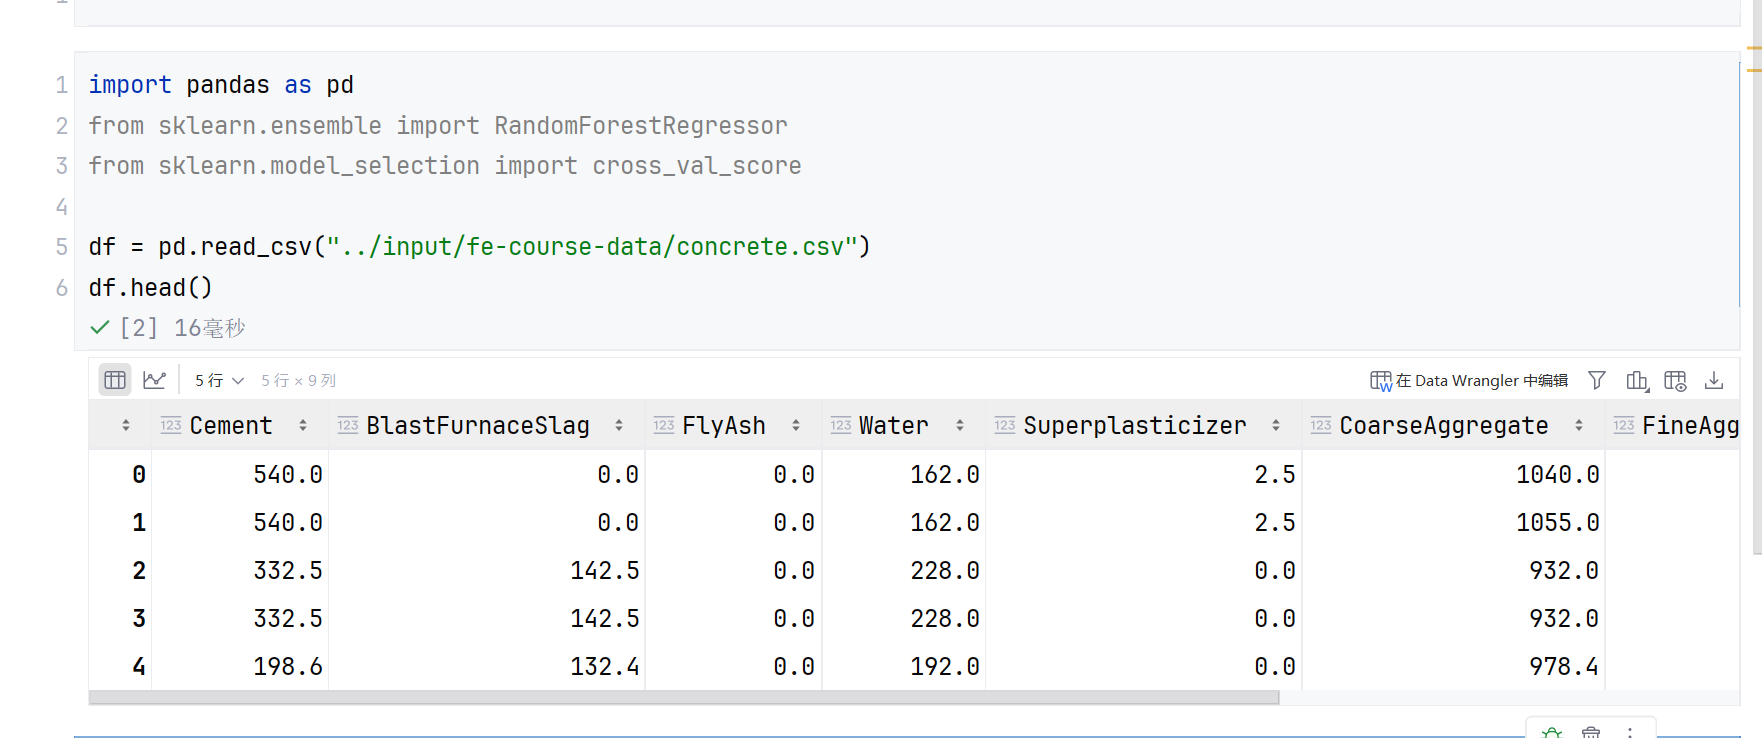 1 import pandas as pd
2 from sklearn.ensemble import RandomForestRegressor
3 from sklearn.model_selection import cross_val_score
4
5 df = pd.read_csv("../input/fe-course-data/concrete.csv")
6 df.head()
[2] 16毫秒
5 行 5 行 × 9 列 在 Data Wrangler 中编辑
123 Cement 123 BlastFurnaceSlag 123 FlyAsh 123 Water 123 Superplasticizer 123 CoarseAggregate 123 FineAgg
0 540.0 0.0 0.0 162.0 2.5 1040.0
1 540.0 0.0 0.0 162.0 2.5 1055.0
2 332.5 142.5 0.0 228.0 0.0 932.0
3 332.5 142.5 0.0 228.0 0.0 932.0
4 198.6 132.4 0.0 192.0 0.0 978.4